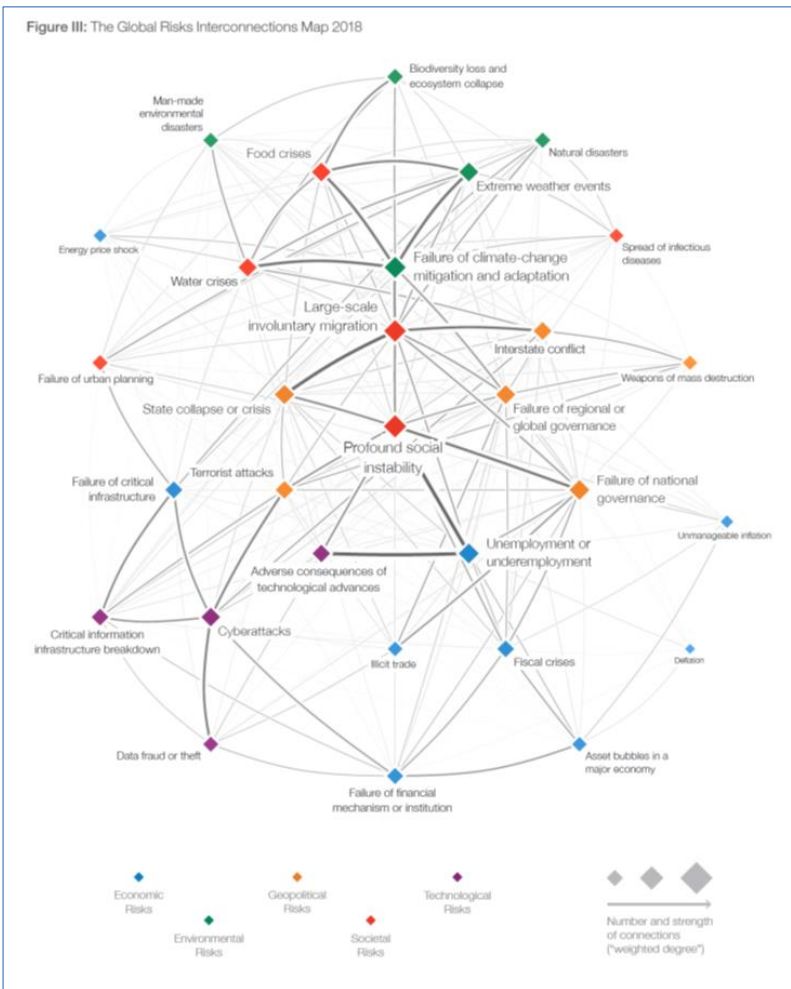 Figure III: The Global Risks Interconnections Map 2018
Biodiversity loss and
ecosystem collapse
Man-made
environmental
disasters
Food crises
Natural disasters
Extreme weather events
Energy price shock
Spread of infectious
diseases
Water crises
Failure of climate-change
mitigation and adaptation
Large-scale
involuntary migration
Interstate conflict
Failure of urban planning
Weapons of mass destruction
State collapse or crisis
Failure of regional or
global governance
Profound social
instability
Terrorist attacks
Failure of critical
infrastructure
Failure of national
governance
Unmanageable inflation
Unemployment or
underemployment
Adverse consequences of
technological advances
Critical information
infrastructure breakdown
Cyberattacks
Illicit trade
Fiscal crises
Deflation
Data fraud or theft
Asset bubbles in a
major economy
Failure of financial
mechanism or institution
Economic
Risks
Geopolitical
Risks
Technological
Risks
Environmental
Risks
Societal
Risks
Number and strength
of connections
("weighted degree")